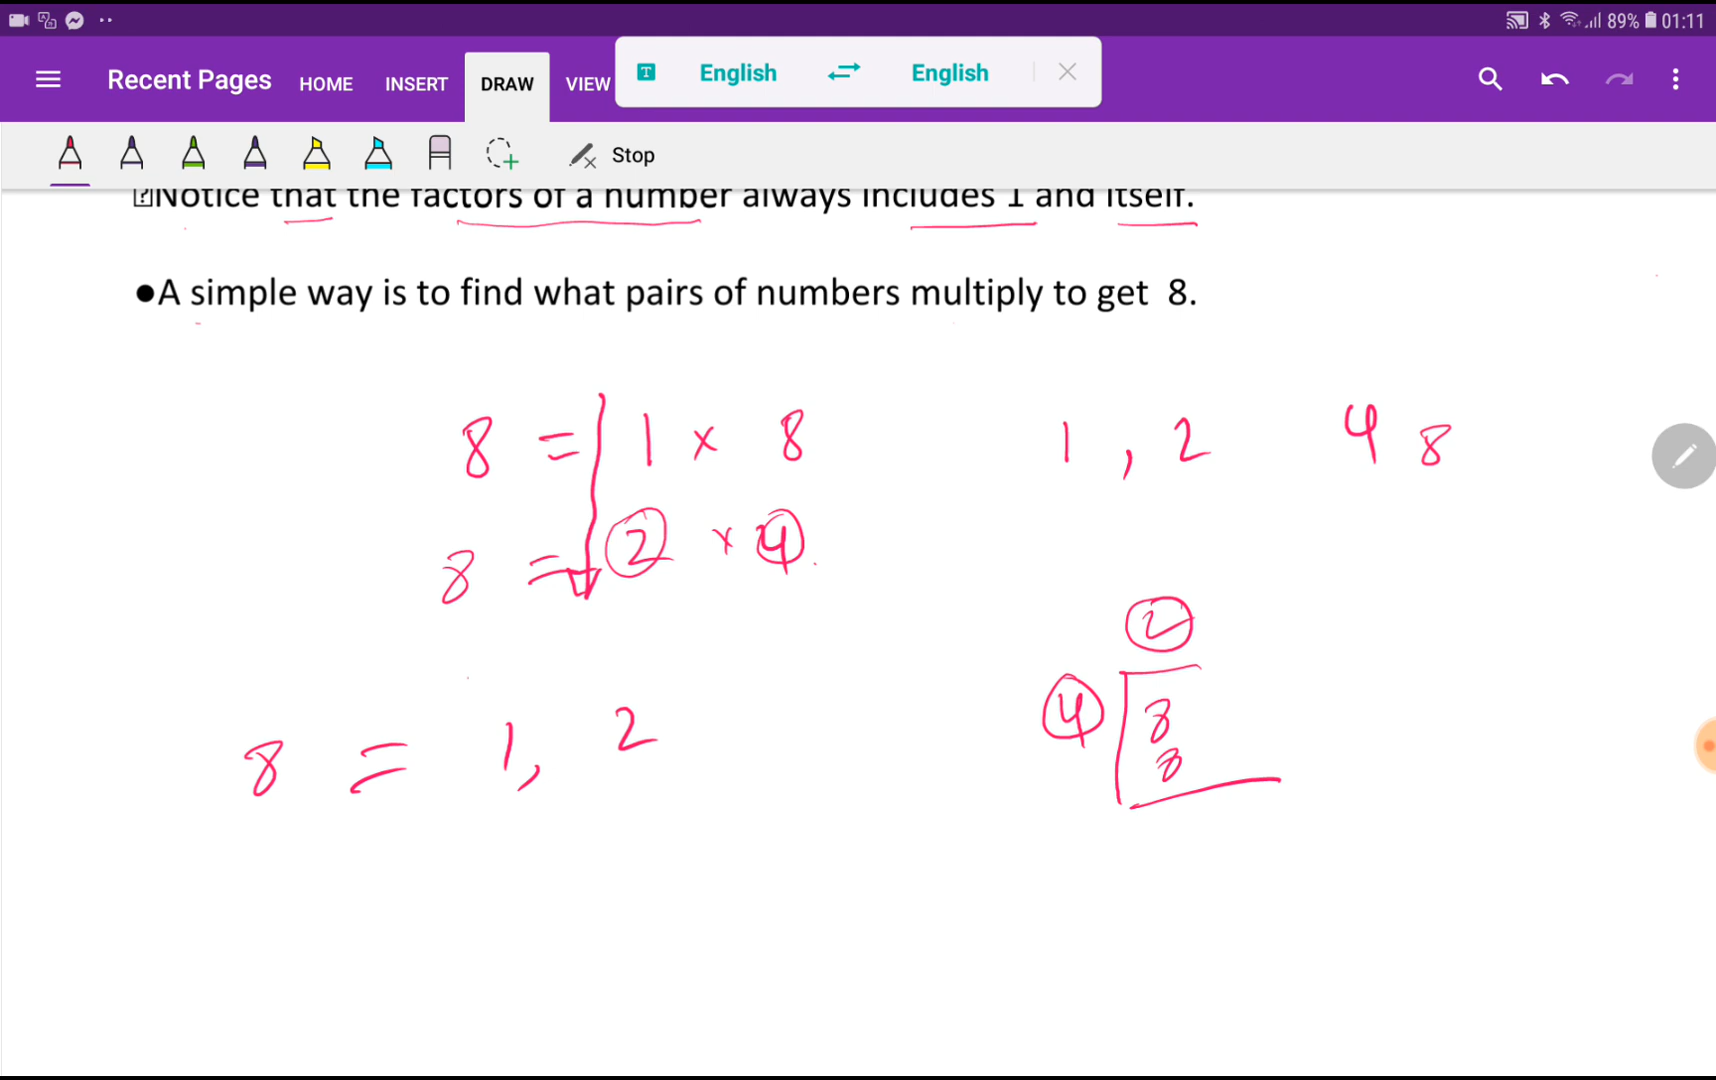 89% 01:11
Recent Pages HOME INSERT DRAW VIEW English English
Stop
Notice that the factors of a number always includes 1 and itself.
●A simple way is to find what pairs of numbers multiply to get 8.
8 = 1 × 8 1 , 2 4 8
8 = 2 × 4
2
4 8
8
8 = 1, 2